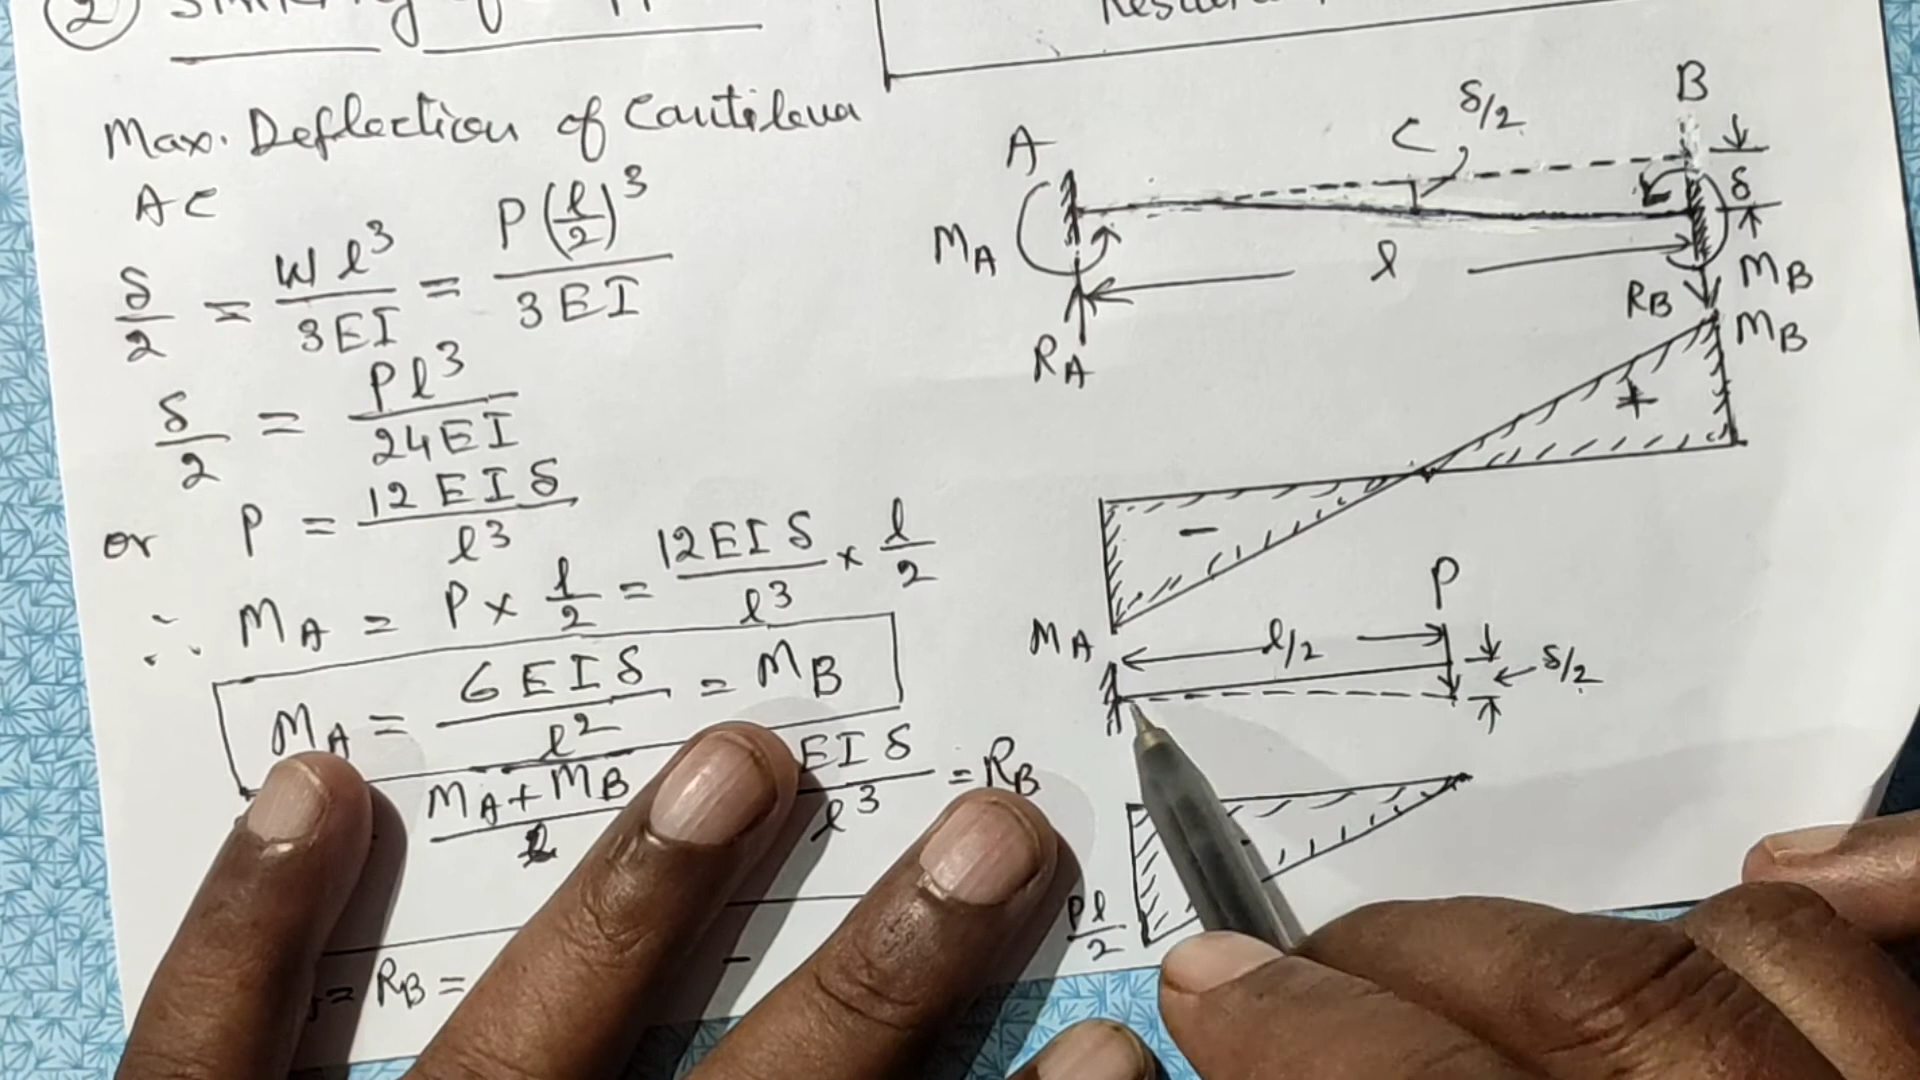 ②
Max. Deflection of Cantilever
AC
δ/2 = Wl³/3EI = P(l/2)³/3EI
δ/2 = Pl³/24EI
or P = 12EIδ/l³
∴ MA = P × l/2 = 12EIδ/l³ × l/2
MA = 6EIδ/l² = MB
MA+MB/l EIδ/l³ = RB
= RB =
A
C
δ/2
B
δ
MA
l
RA
RB
MB
MB
+
-
MA
l/2
P
δ/2
Pl/2